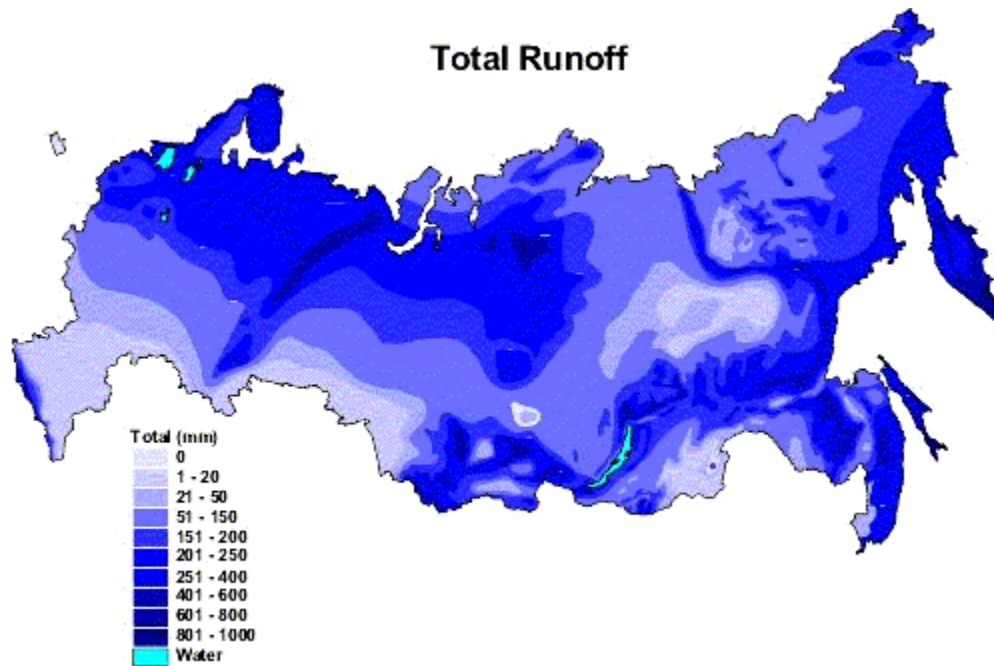 Total Runoff
Total (mm)
0
1 - 20
21 - 50
51 - 150
151 - 200
201 - 250
251 - 400
401 - 600
601 - 800
801 - 1000
Water